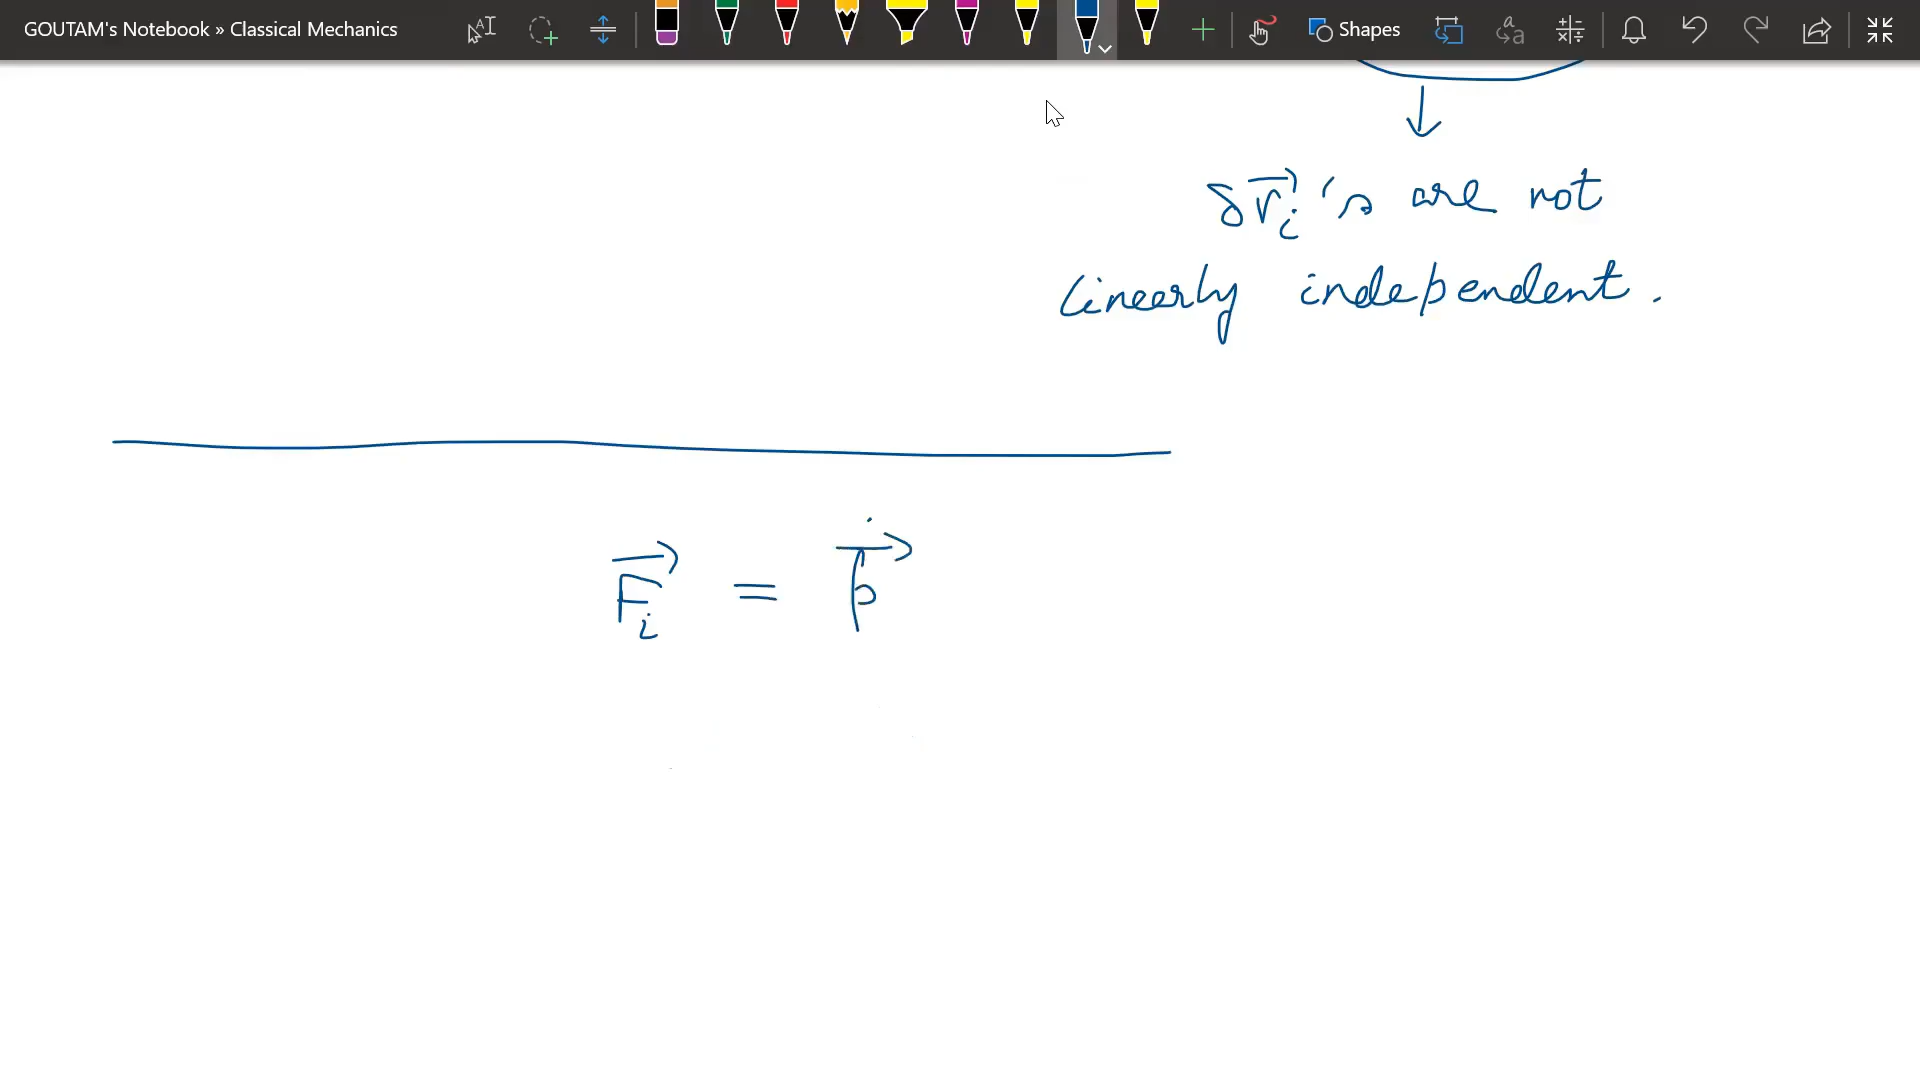 GOUTAM's Notebook » Classical Mechanics
Shapes
δr⃗ᵢ's are not
linearly independent.
F⃗ᵢ = ṗ⃗